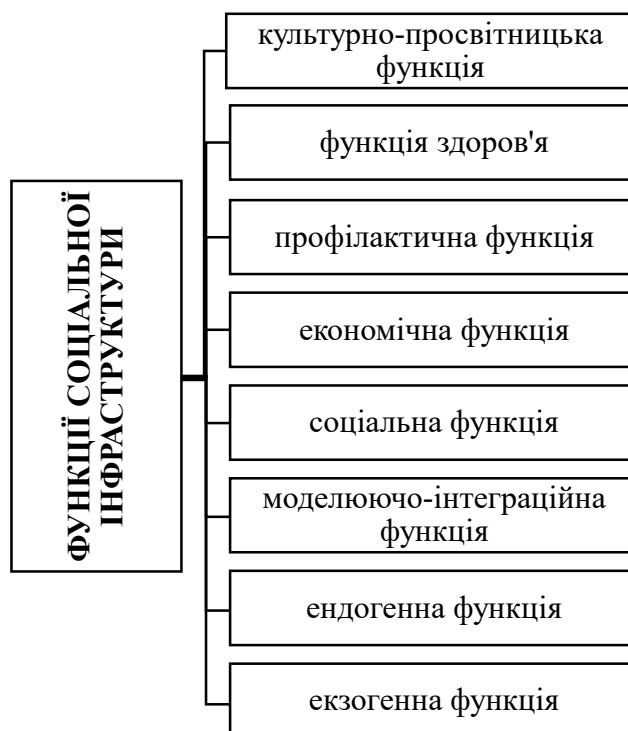 ФУНКЦІЇ СОЦІАЛЬНОЇ
ІНФРАСТРУКТУРИ
культурно-просвітницька
функція
функція здоров'я
профілактична функція
економічна функція
соціальна функція
моделюючо-інтеграційна
функція
ендогенна функція
екзогенна функція